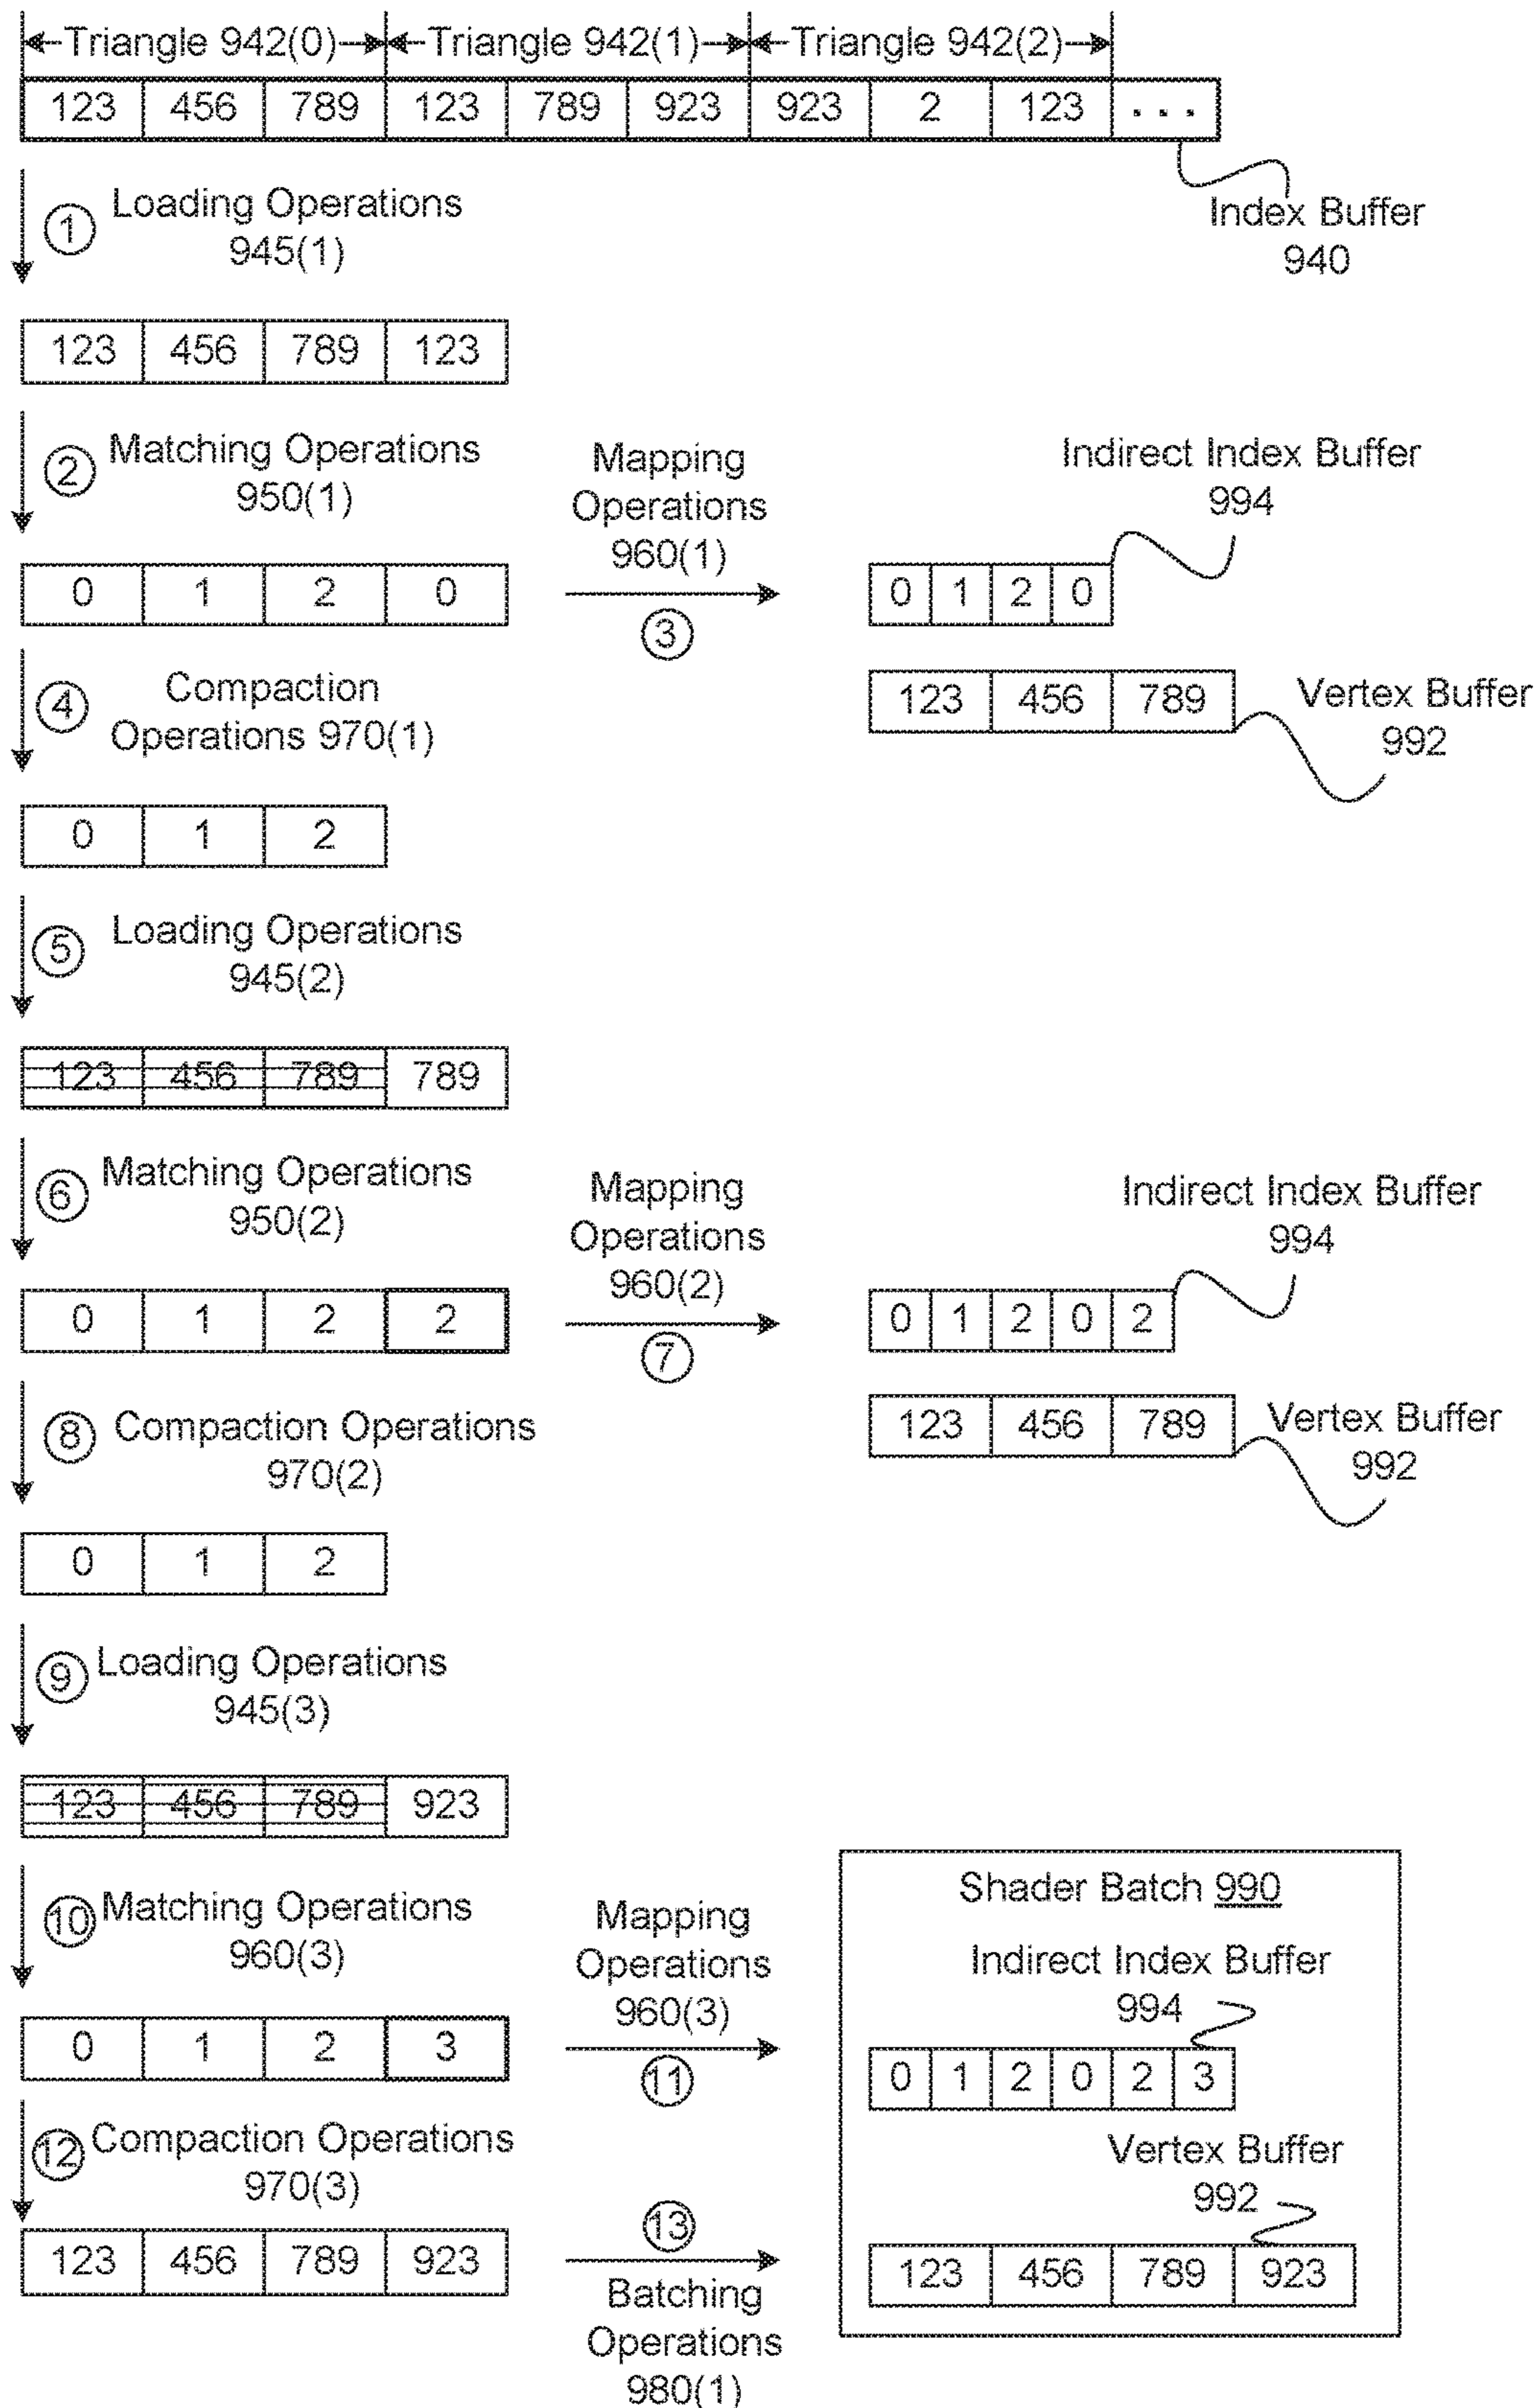 Triangle 942(0) Triangle 942(1) Triangle 942(2)
123 456 789 123 789 923 923 2 123 . . .
Index Buffer
940
1 Loading Operations
945(1)
123 456 789 123
2 Matching Operations
950(1)
Mapping
Operations
960(1)
3
Indirect Index Buffer
994
0 1 2 0
0 1 2 0
123 456 789
Vertex Buffer
992
4 Compaction
Operations 970(1)
0 1 2
5 Loading Operations
945(2)
123 456 789 789
6 Matching Operations
950(2)
Mapping
Operations
960(2)
7
Indirect Index Buffer
994
0 1 2 2
0 1 2 0 2
123 456 789
Vertex Buffer
992
8 Compaction Operations
970(2)
0 1 2
9 Loading Operations
945(3)
123 456 789 923
10 Matching Operations
960(3)
Mapping
Operations
960(3)
11
0 1 2 3
Shader Batch 990
Indirect Index Buffer
994
0 1 2 0 2 3
Vertex Buffer
992
123 456 789 923
12 Compaction Operations
970(3)
123 456 789 923
13
Batching
Operations
980(1)